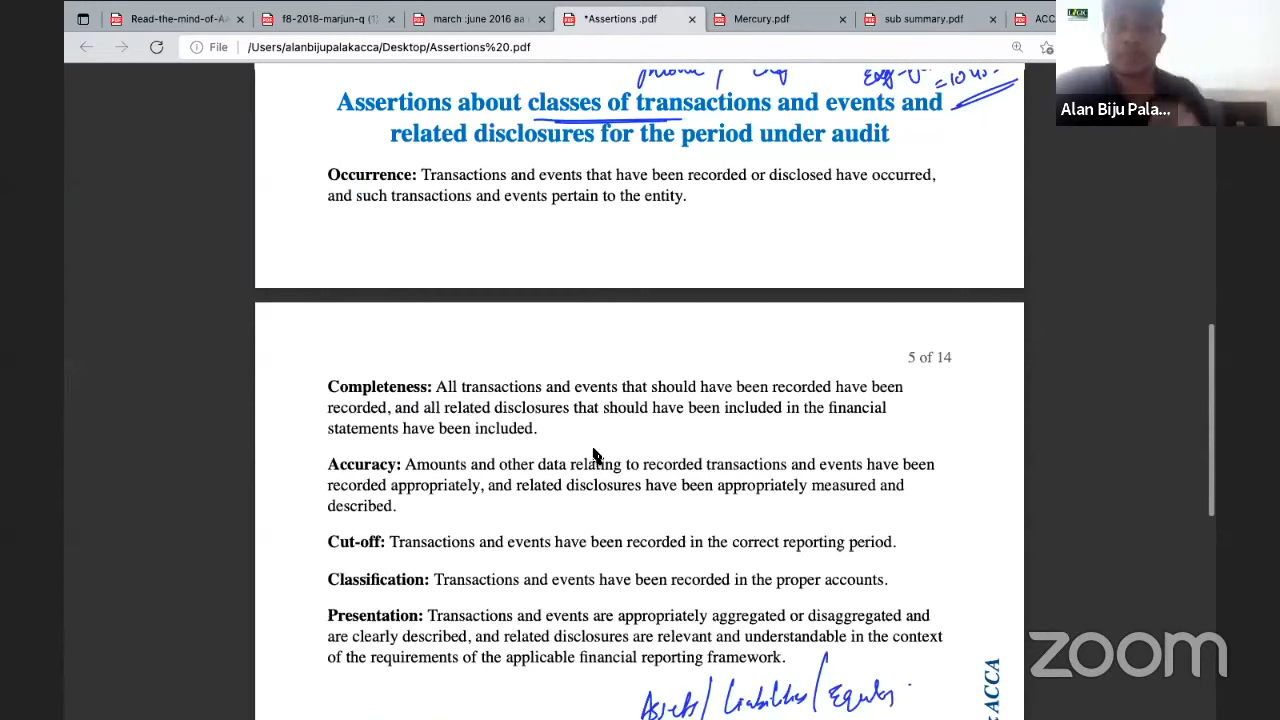 Read-the-mind-of-A
f8-2018-marjun-q (1)
march :june 2016 aa
*Assertions .pdf
Mercury.pdf
sub summary.pdf
ACC
File
/Users/alanbijupalakacca/Desktop/Assertions%20.pdf
LOGIC
Alan Biju Pala...
Assertions about classes of transactions and events and
related disclosures for the period under audit
Occurrence: Transactions and events that have been recorded or disclosed have occurred,
and such transactions and events pertain to the entity.
5 of 14
Completeness: All transactions and events that should have been recorded have been
recorded, and all related disclosures that should have been included in the financial
statements have been included.
Accuracy: Amounts and other data relating to recorded transactions and events have been
recorded appropriately, and related disclosures have been appropriately measured and
described.
Cut-off: Transactions and events have been recorded in the correct reporting period.
Classification: Transactions and events have been recorded in the proper accounts.
Presentation: Transactions and events are appropriately aggregated or disaggregated and
are clearly described, and related disclosures are relevant and understandable in the context
of the requirements of the applicable financial reporting framework.
Assets/ Liabilities/ Equity
ACCA
zoom